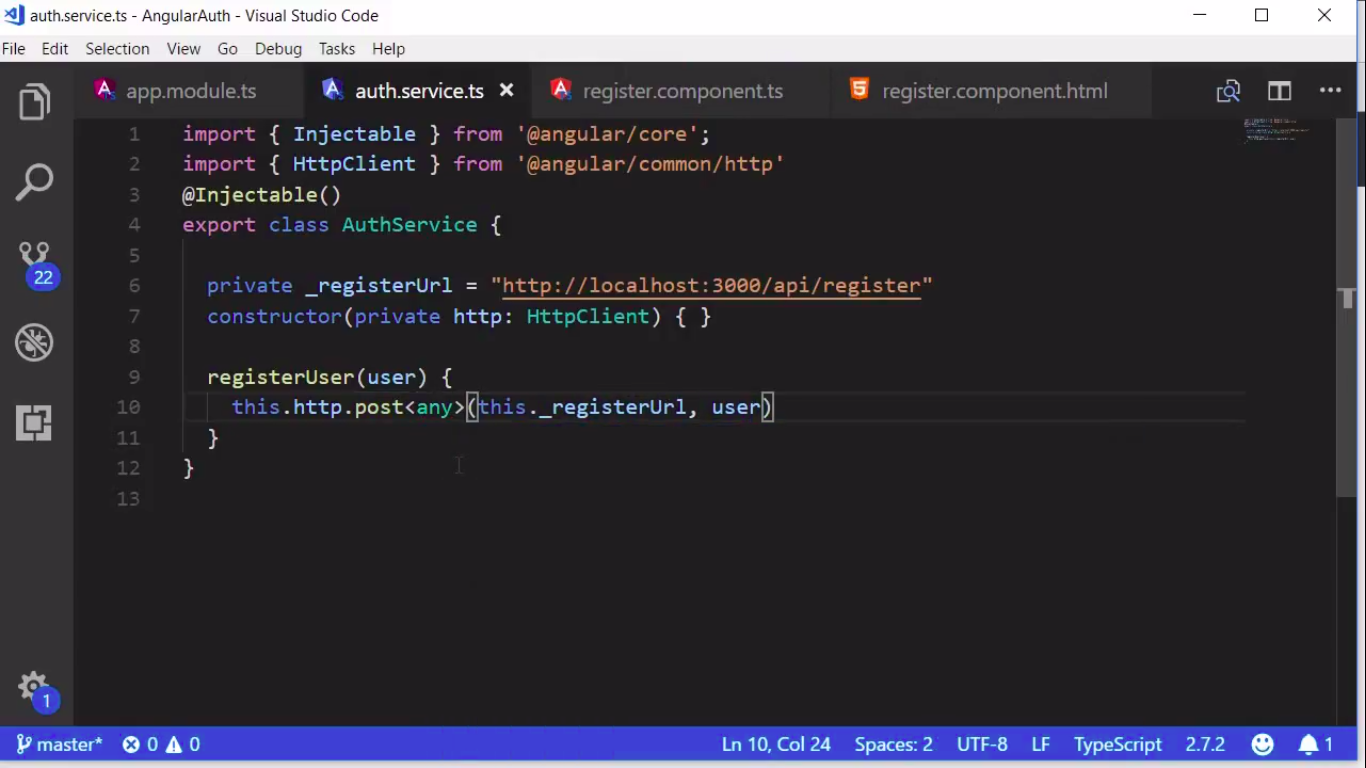 auth.service.ts - AngularAuth - Visual Studio Code
File Edit Selection View Go Debug Tasks Help
app.module.ts auth.service.ts register.component.ts register.component.html
1 import { Injectable } from '@angular/core';
2 import { HttpClient } from '@angular/common/http'
3 @Injectable()
4 export class AuthService {
5
6 private _registerUrl = "http://localhost:3000/api/register"
7 constructor(private http: HttpClient) { }
8
9 registerUser(user) {
10 this.http.post<any>(this._registerUrl, user)
11 }
12 }
13
22
1
master* 0 0 Ln 10, Col 24 Spaces: 2 UTF-8 LF TypeScript 2.7.2 1